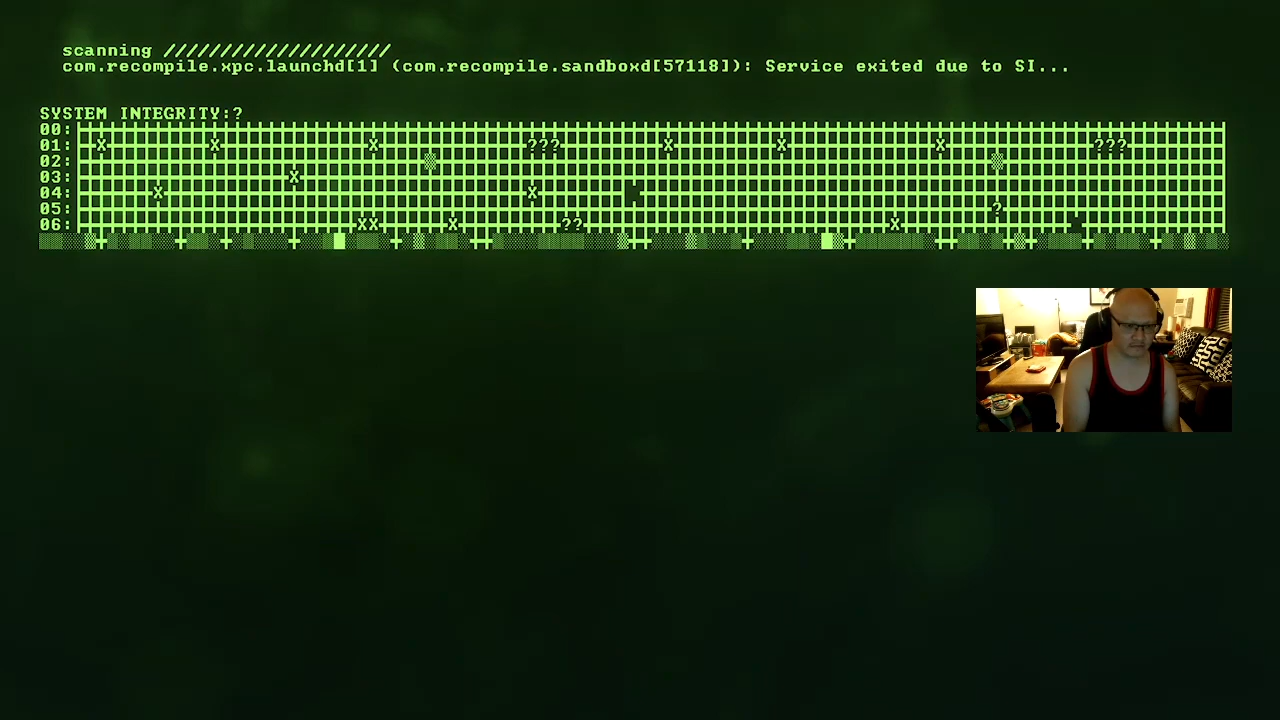 scanning ////////////////////
com.recompile.xpc.launchd[1] (com.recompile.sandboxd[57118]): Service exited due to SI...
SYSTEM INTEGRITY:?
00:
01: X X X ??? X X X ???
02:
03: X
04: X X
05: ?
06: XX X ?? X